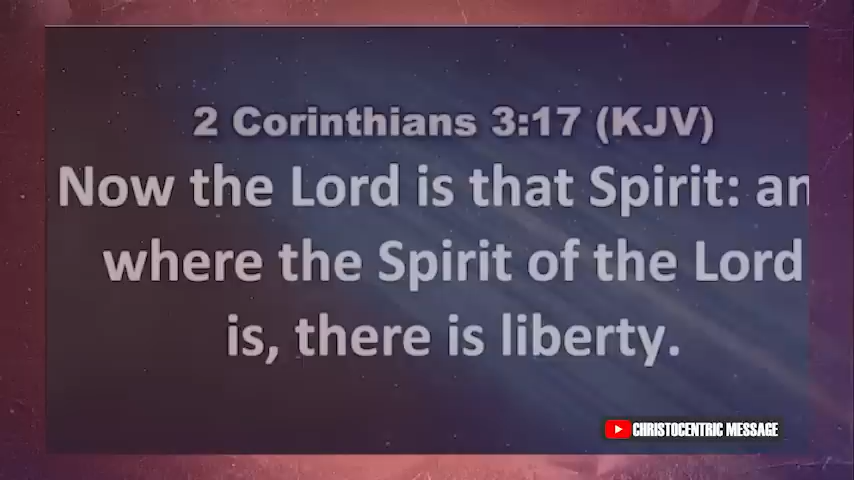 2 Corinthians 3:17 (KJV)
Now the Lord is that Spirit: an
where the Spirit of the Lord
is, there is liberty.
CHRISTOCENTRIC MESSAGE